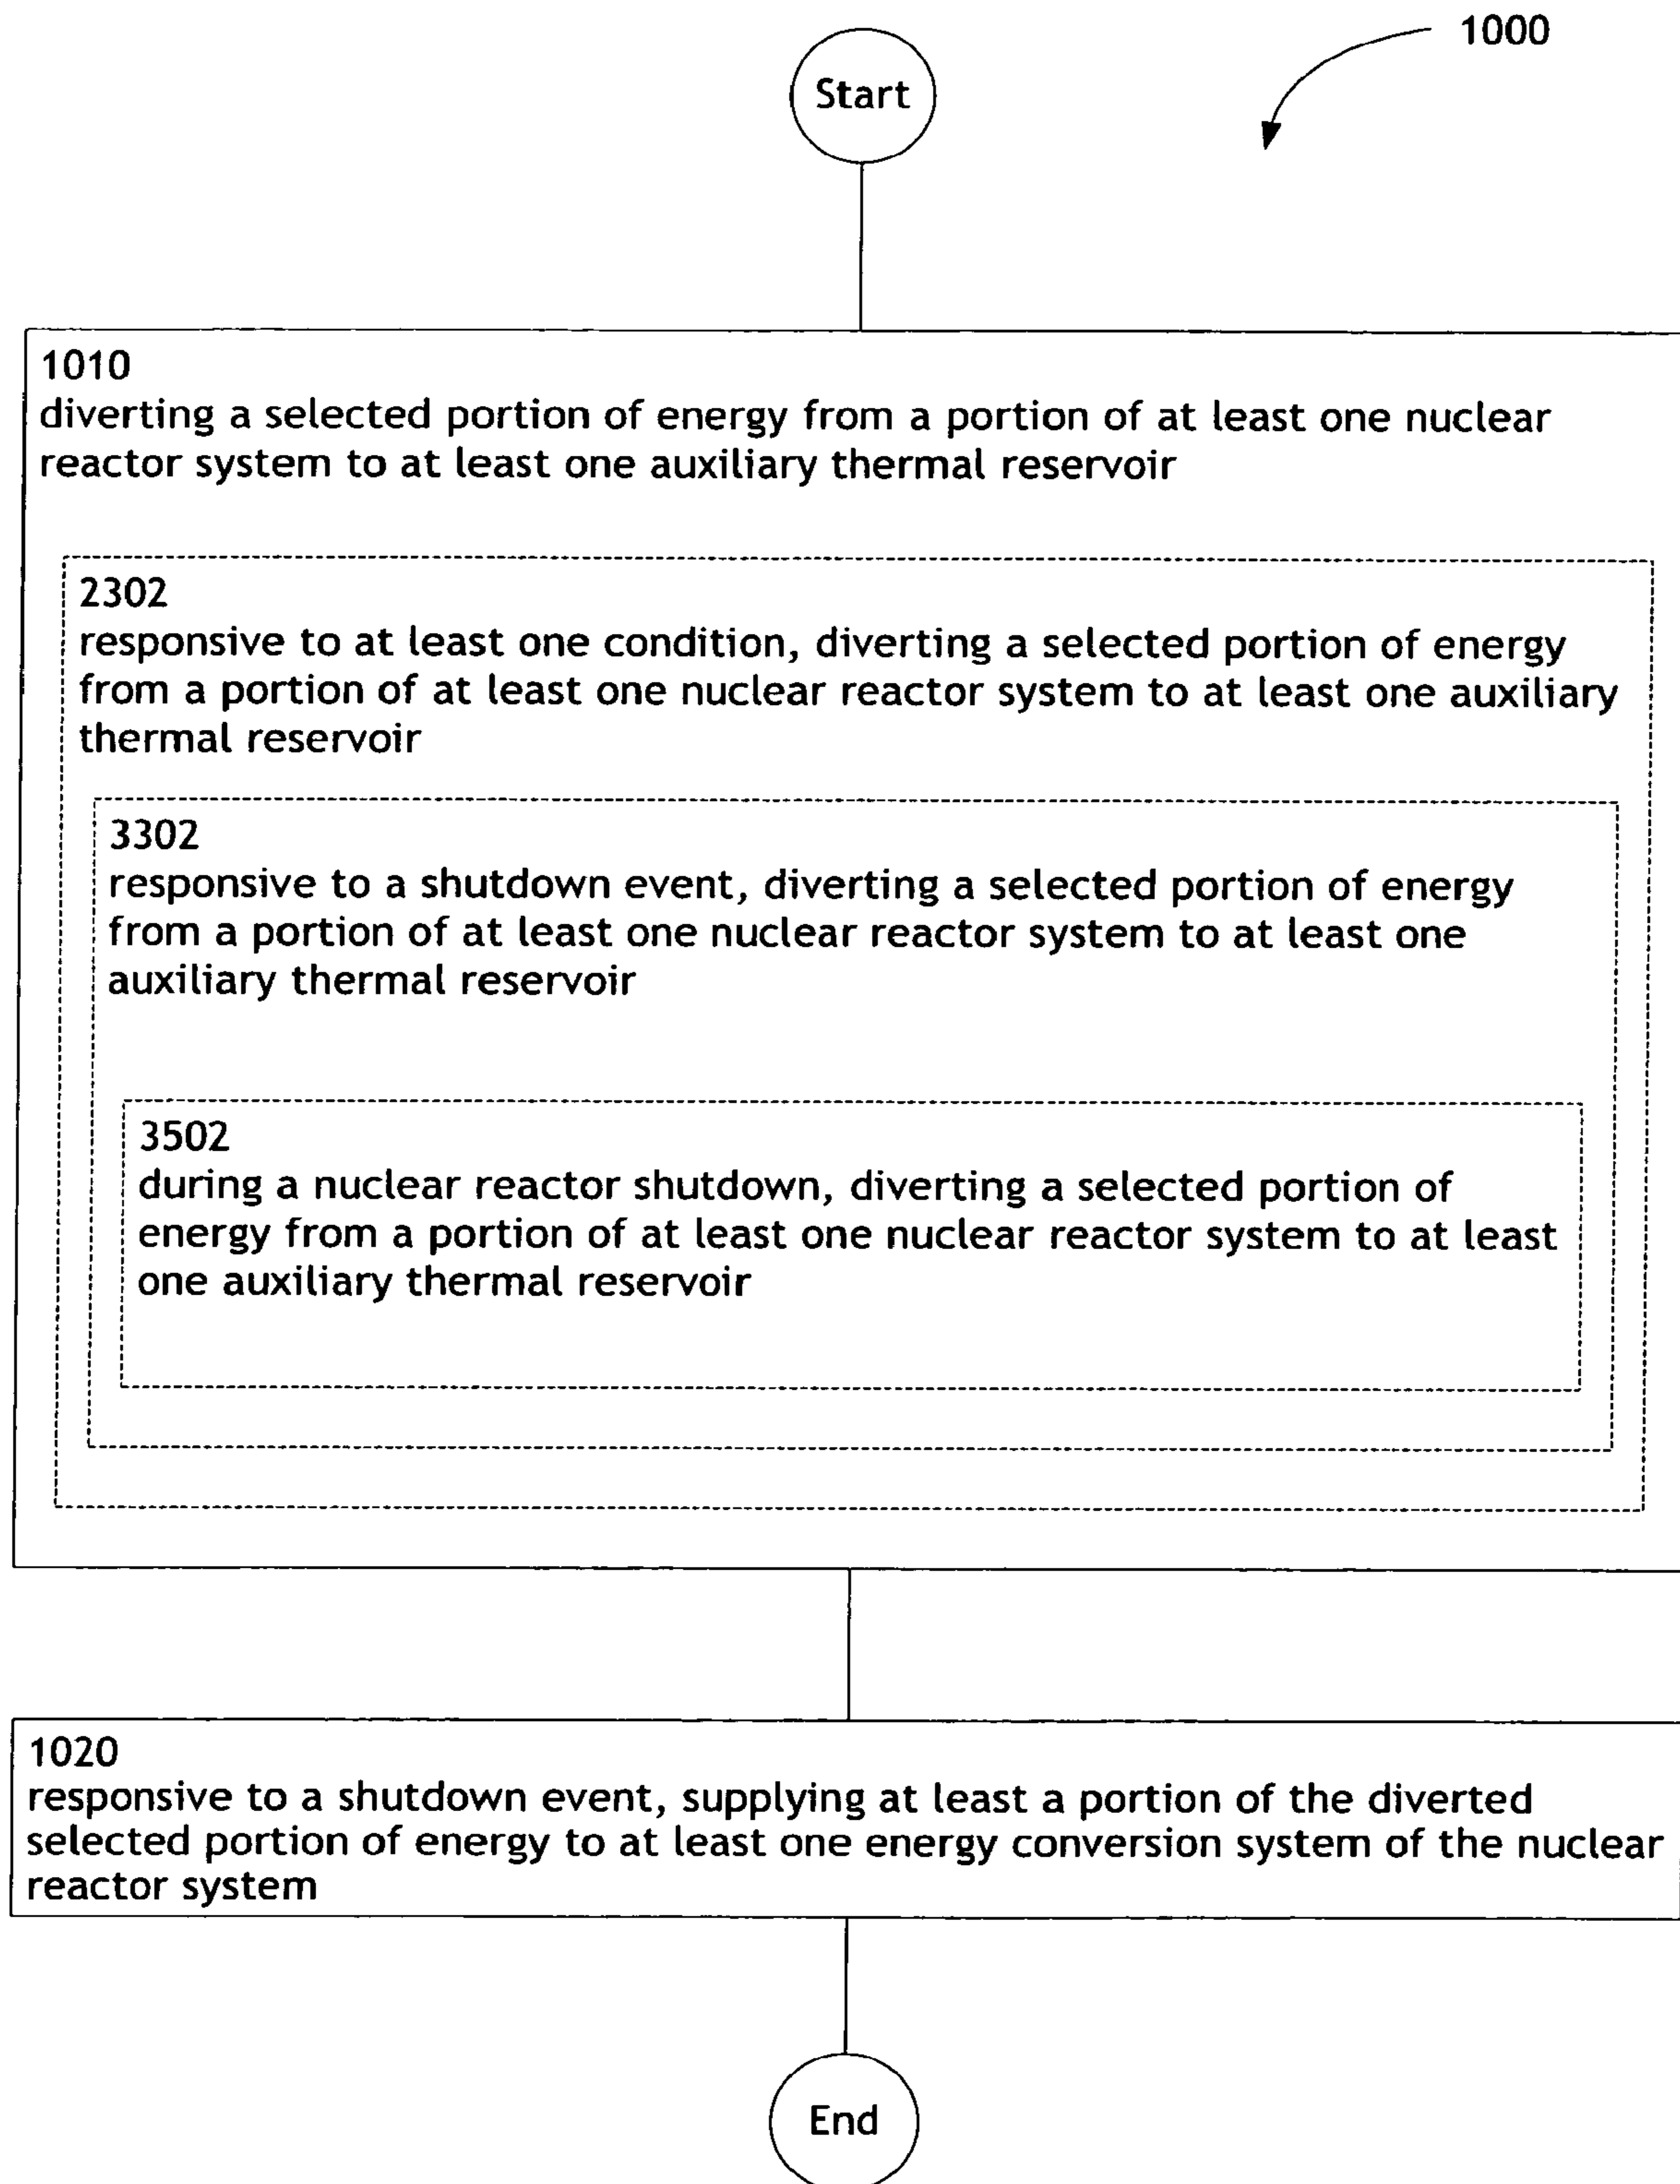 1000
Start
1010
diverting a selected portion of energy from a portion of at least one nuclear
reactor system to at least one auxiliary thermal reservoir
2302
responsive to at least one condition, diverting a selected portion of energy
from a portion of at least one nuclear reactor system to at least one auxiliary
thermal reservoir
3302
responsive to a shutdown event, diverting a selected portion of energy
from a portion of at least one nuclear reactor system to at least one
auxiliary thermal reservoir
3502
during a nuclear reactor shutdown, diverting a selected portion of
energy from a portion of at least one nuclear reactor system to at least
one auxiliary thermal reservoir
1020
responsive to a shutdown event, supplying at least a portion of the diverted
selected portion of energy to at least one energy conversion system of the nuclear
reactor system
End